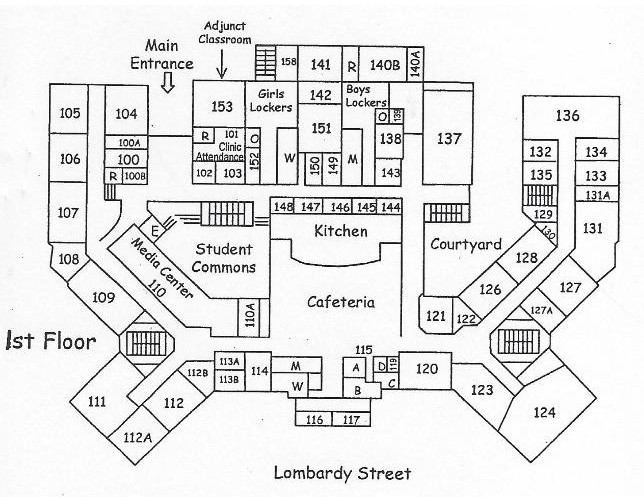 Adjunct
Classroom
Main
Entrance
158
141
R
140B
140A
105
104
153
Girls
Lockers
142
Boys
Lockers
151
O
139
138
137
136
100A
106
100
R
100B
R
101
Clinic
Attendance
102
103
O
152
W
150
149
M
143
132
134
135
133
131A
129
130
131
107
148
147
146
145
144
E
Kitchen
Student
Commons
Courtyard
Media Center
110
108
109
128
126
127
127A
Cafeteria
110A
121
122
1st Floor
115
113A
113B
114
M
W
A
B
D
119
C
120
112B
112
111
112A
116
117
123
124
Lombardy Street